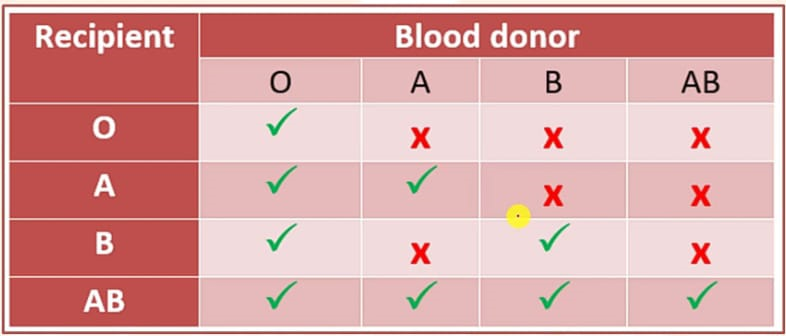 Recipient Blood donor
O A B AB
O ✓ x x x
A ✓ ✓ x x
B ✓ x ✓ x
AB ✓ ✓ ✓ ✓